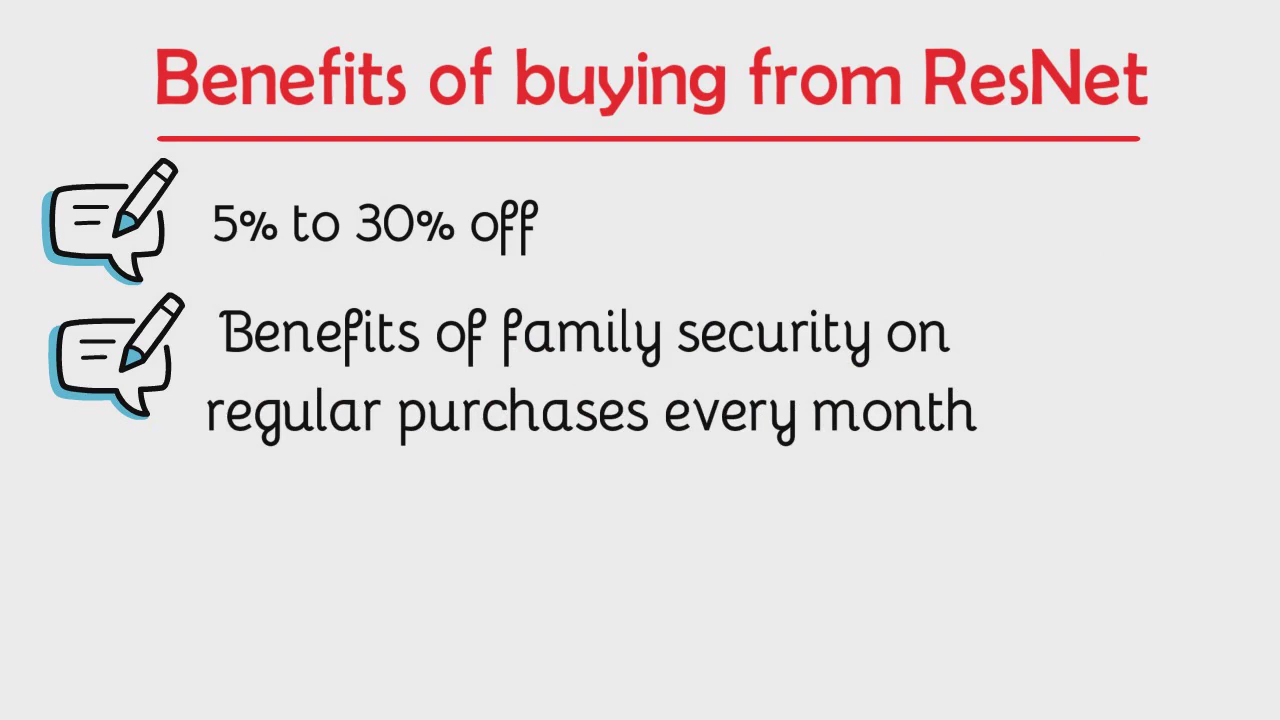 Benefits of buying from ResNet
5% to 30% off
Benefits of family security on
regular purchases every month